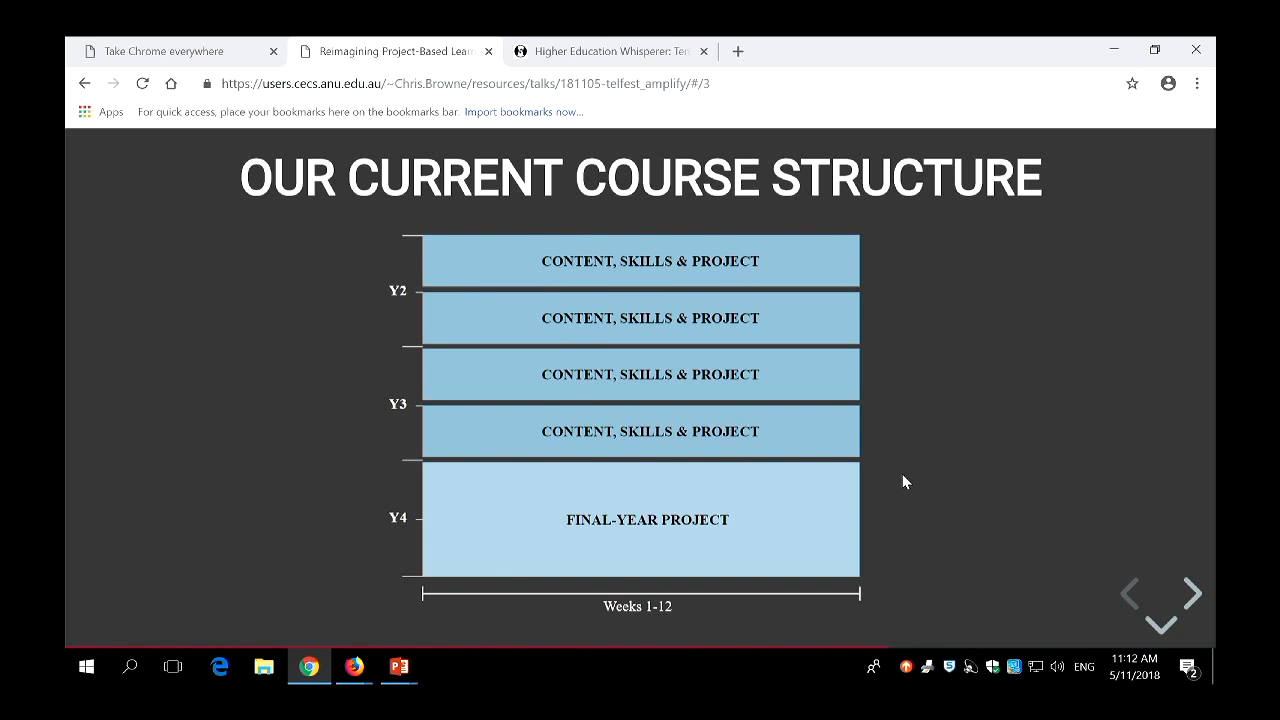 Take Chrome everywhere
Reimagining Project-Based Lear
Higher Education Whisperer: Ten
https://users.cecs.anu.edu.au/~Chris.Browne/resources/talks/181105-telfest_amplify/#/3
Apps
For quick access, place your bookmarks here on the bookmarks bar. Import bookmarks now...
OUR CURRENT COURSE STRUCTURE
CONTENT, SKILLS & PROJECT
Y2
CONTENT, SKILLS & PROJECT
CONTENT, SKILLS & PROJECT
Y3
CONTENT, SKILLS & PROJECT
Y4
FINAL-YEAR PROJECT
Weeks 1-12
ENG
11:12 AM
5/11/2018
2